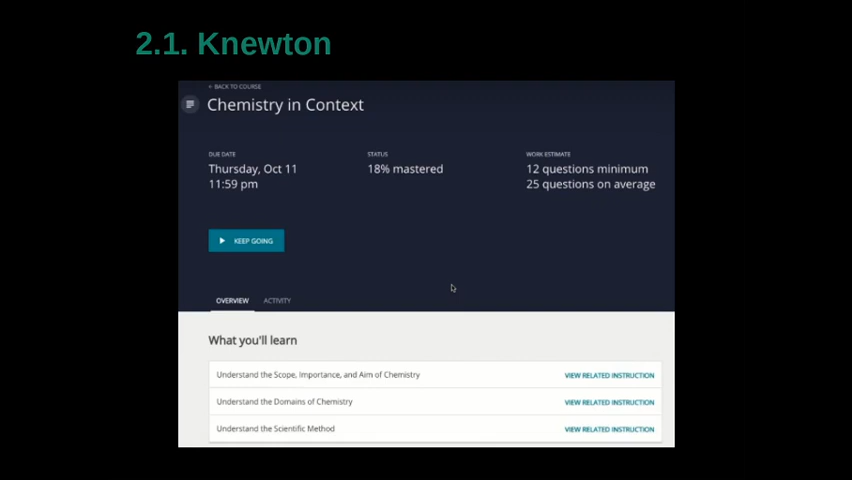 2.1. Knewton
← BACK TO COURSE
Chemistry in Context
DUE DATE
Thursday, Oct 11
11:59 pm
STATUS
18% mastered
WORK ESTIMATE
12 questions minimum
25 questions on average
KEEP GOING
OVERVIEW ACTIVITY
What you'll learn
Understand the Scope, Importance, and Aim of Chemistry VIEW RELATED INSTRUCTION
Understand the Domains of Chemistry VIEW RELATED INSTRUCTION
Understand the Scientific Method VIEW RELATED INSTRUCTION